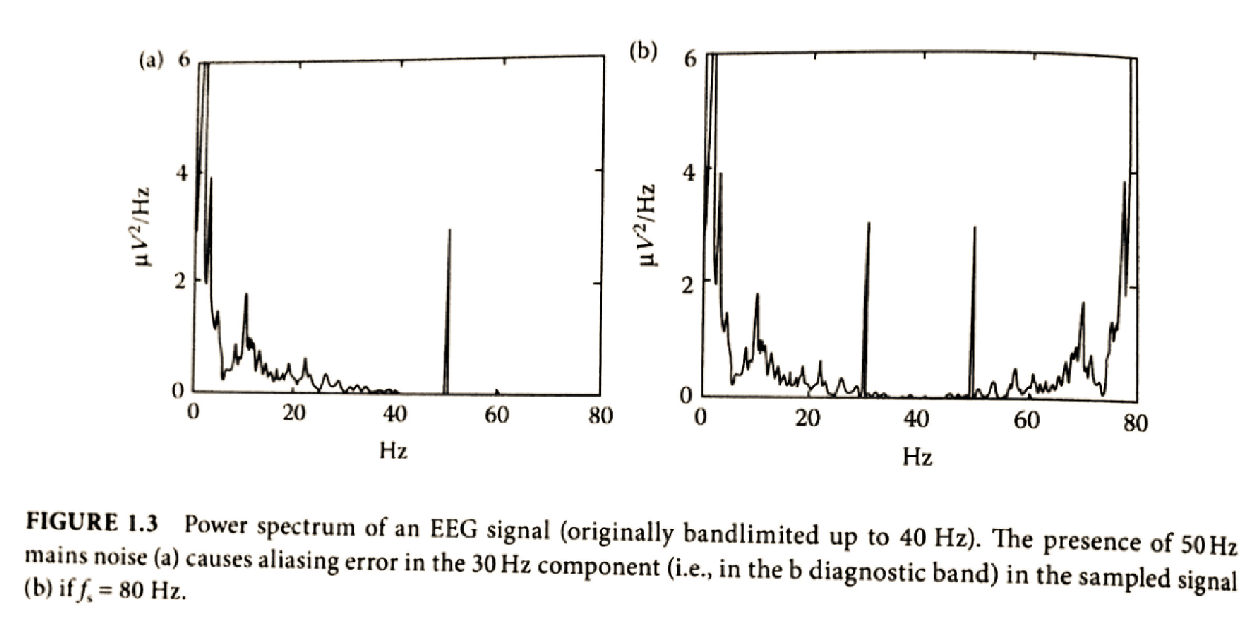 (a) 6
4
2
0
μV²/Hz
0 20 40 60 80
Hz
(b) 6
4
2
0
μV²/Hz
0 20 40 60 80
Hz
FIGURE 1.3 Power spectrum of an EEG signal (originally bandlimited up to 40 Hz). The presence of 50 Hz
mains noise (a) causes aliasing error in the 30 Hz component (i.e., in the b diagnostic band) in the sampled signal
(b) if fₛ = 80 Hz.